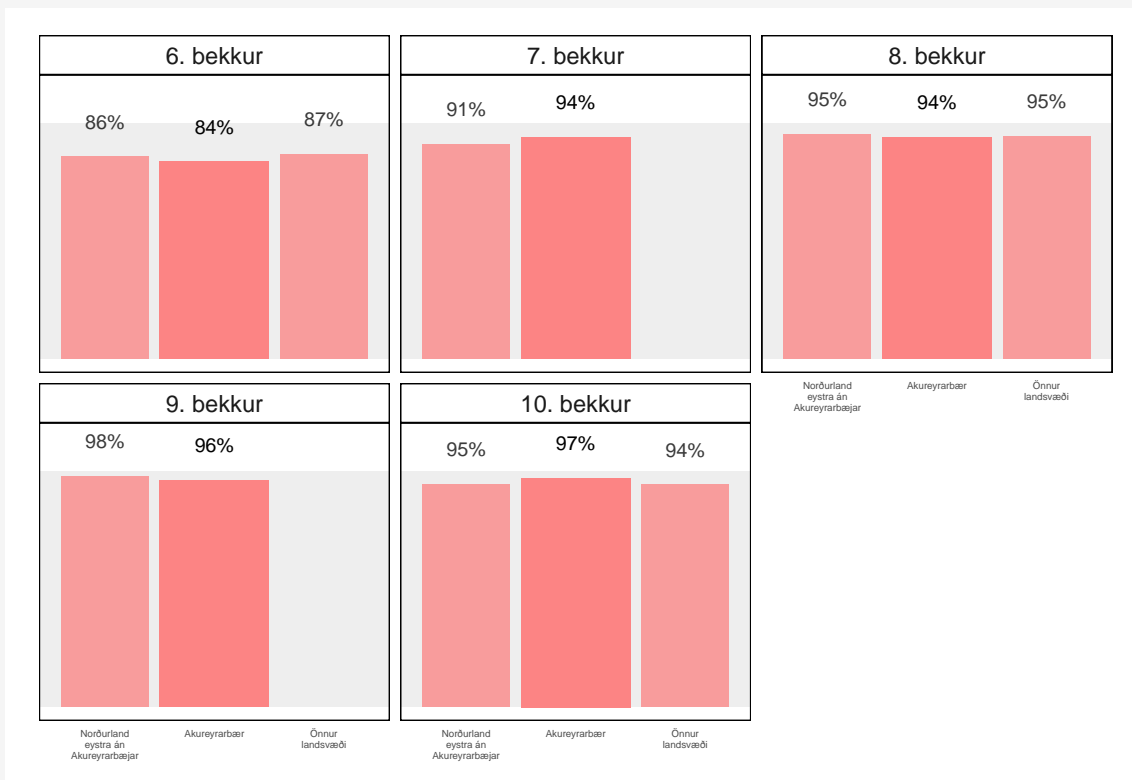 6. bekkur
86%
84%
87%
7. bekkur
91%
94%
8. bekkur
95%
94%
95%
Norðurland
eystra án
Akureyrarbæjar
Akureyrarbær
Önnur
landsvæði
9. bekkur
98%
96%
10. bekkur
95%
97%
94%
Norðurland
eystra án
Akureyrarbæjar
Akureyrarbær
Önnur
landsvæði
Norðurland
eystra án
Akureyrarbæjar
Akureyrarbær
Önnur
landsvæði